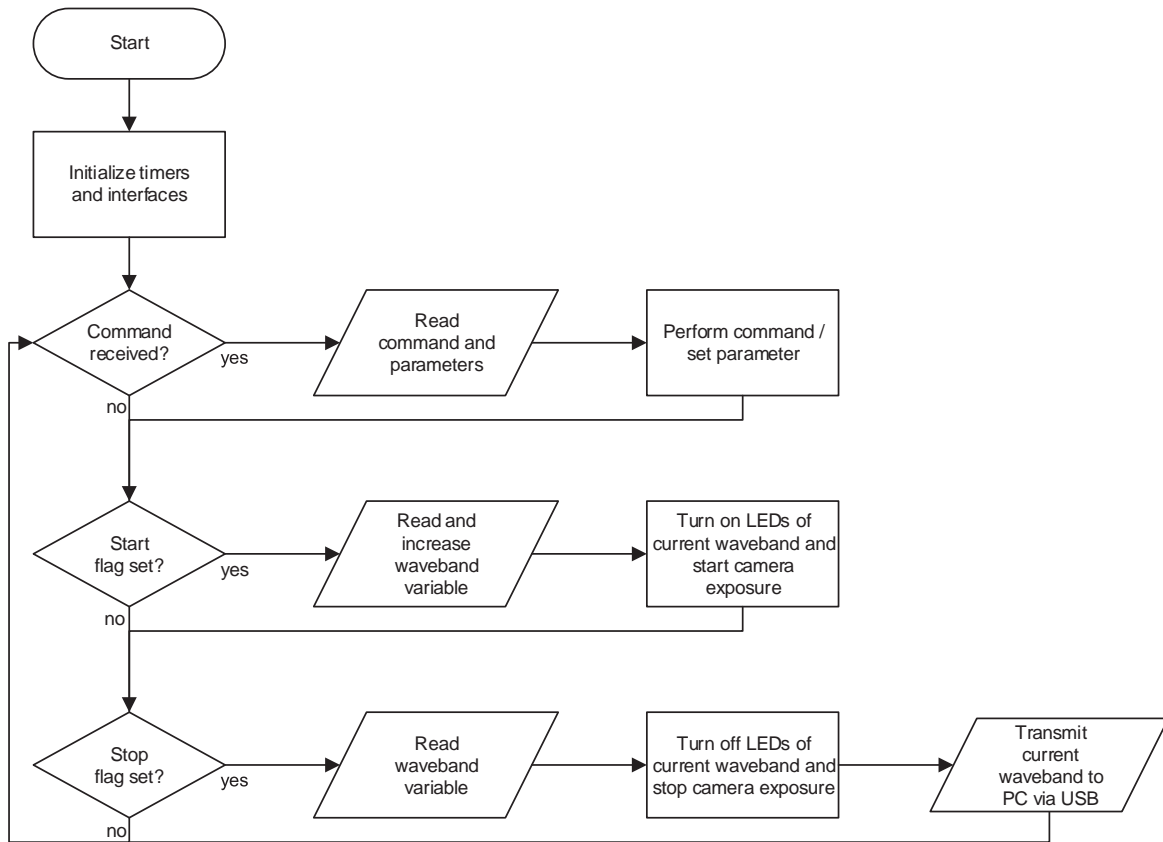 Start
Initialize timers
and interfaces
Command
received?
yes
no
Read
command and
parameters
Perform command /
set parameter
Start
flag set?
yes
no
Read and
increase
waveband
variable
Turn on LEDs of
current waveband and
start camera
exposure
Stop
flag set?
yes
no
Read
waveband
variable
Turn off LEDs of
current waveband and
stop camera exposure
Transmit
current
waveband to
PC via USB